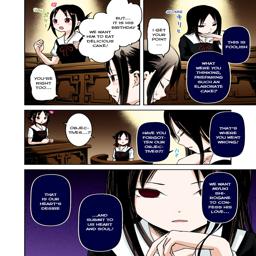 THIS IS
FOOLISH
I GET
YOUR
POINT
...
BUT...
IT IS HIS
BIRTHDAY
WE WANT
HIM TO EAT
DELICIOUS
CAKE!
WHAT
WERE YOU
THINKING,
PREPARING
SUCH AN
ELABORATE
CAKE?
YOU'RE
RIGHT
TOO...
THAT'S
WHERE
YOU WENT
WRONG!
HAVE YOU
FORGOT-
TEN OUR
OBJEC-
TIVES?!
OBJEC-
TIVES...
WE WANT
MIYUKI
SHI-
ROGANE
TO CON-
FESS HIS
LOVE...
THAT IS
OUR
HEART'S
DESIRE
...AND
SUBMIT TO
US HEART
AND SOUL!